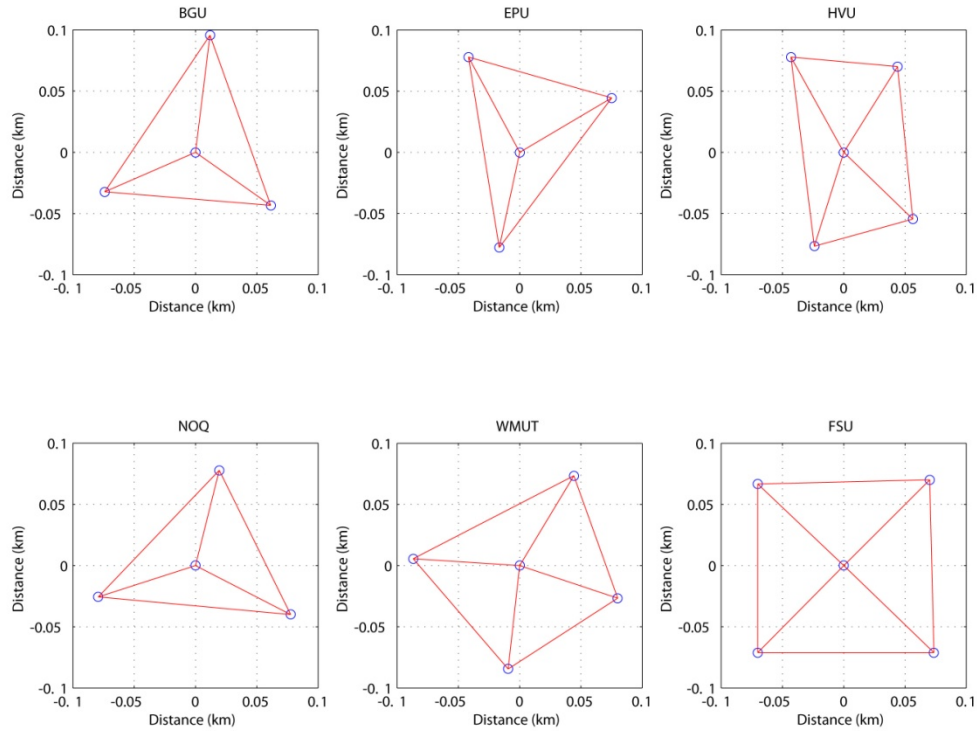 BGU EPU HVU
0.1 0.1 0.1
0.05 0.05 0.05
0 0 0
-0.05 -0.05 -0.05
-0. 1 -0. 1 -0. 1
-0. 1 -0.05 0 0.05 0.1 -0. 1 -0.05 0 0.05 0.1 -0. 1 -0.05 0 0.05 0.1
Distance (km) Distance (km) Distance (km)
Distance (km) Distance (km) Distance (km)
NOQ WMUT FSU
0.1 0.1 0.1
0.05 0.05 0.05
0 0 0
-0.05 -0.05 -0.05
-0. 1 -0. 1 -0. 1
-0. 1 -0.05 0 0.05 0.1 -0. 1 -0.05 0 0.05 0.1 -0. 1 -0.05 0 0.05 0.1
Distance (km) Distance (km) Distance (km)
Distance (km) Distance (km) Distance (km)